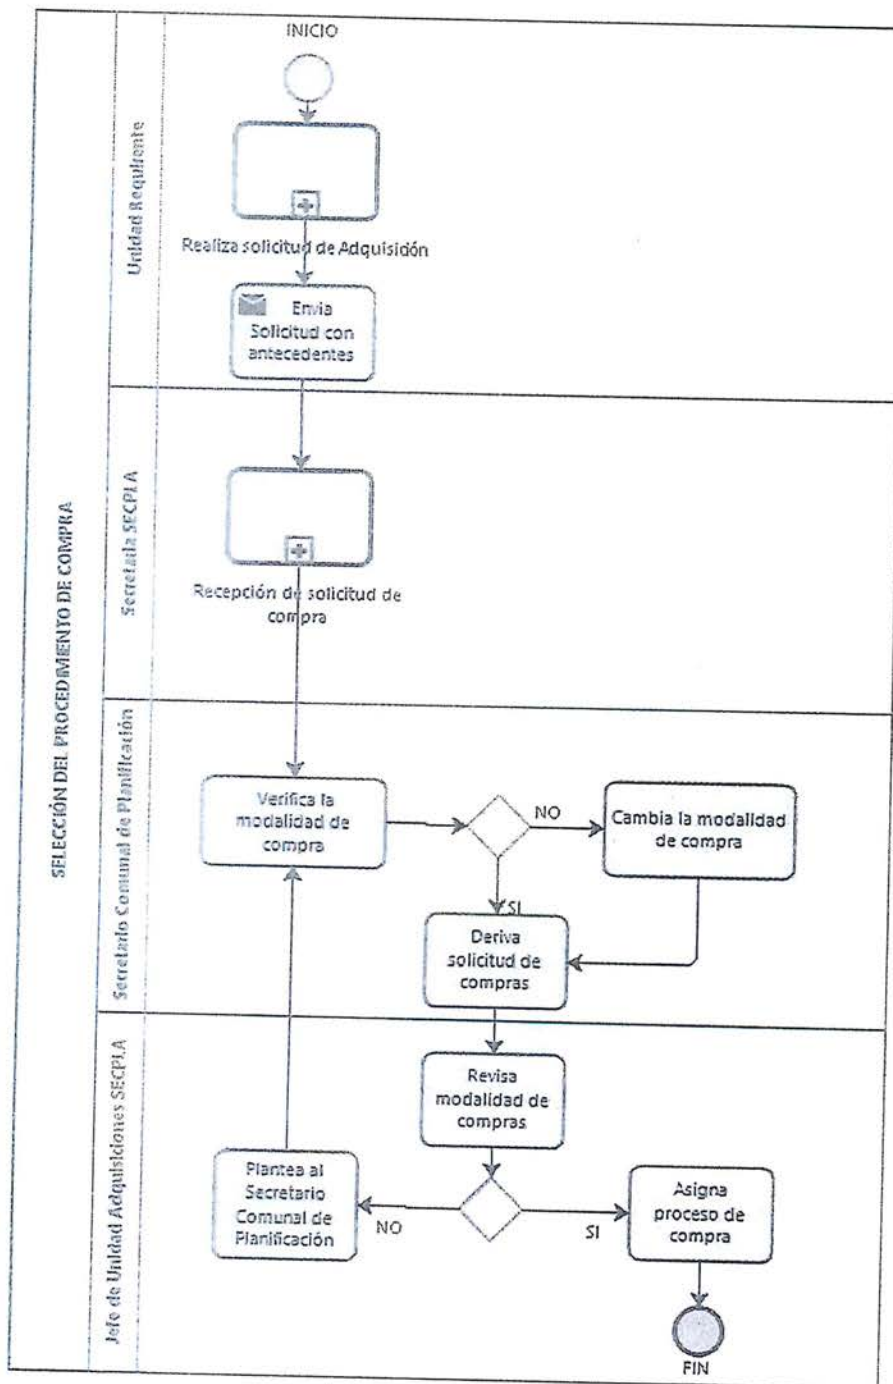 SELECCIÓN DEL PROCEDIMIENTO DE COMPRA
Unidad Requirente
INICIO
Realiza solicitud de Adquisión
Envia
Solicitud con
antecedentes
Secretaria SECPLA
Recepción de solicitud de
compra
Secretario Comunal de Planificación
Verifica la
modalidad de
compra
NO
Cambia la modalidad
de compra
SI
Deriva
solicitud de
compras
Jefe de Unidad Adquisiciones SECPLA
Revisa
modalidad de
compras
Plantea al
Secretario
Comunal de
Planificación
NO
SI
Asigna
proceso de
compra
FIN